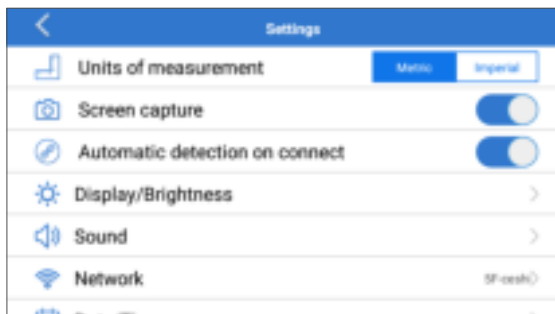 Settings
Units of measurement Metric Imperial
Screen capture
Automatic detection on connect
Display/Brightness
Sound
Network